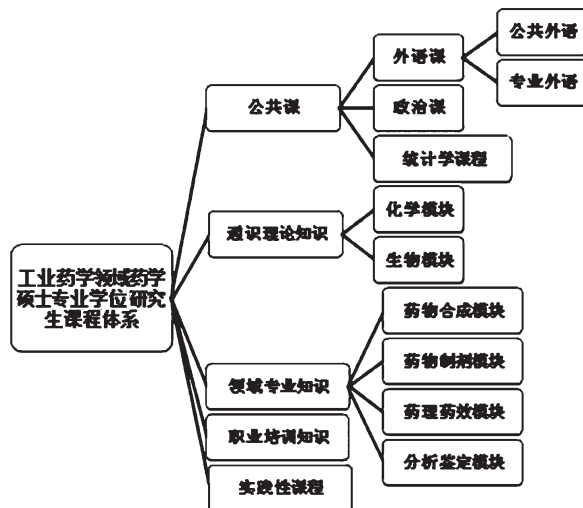 公共外语
外语课
专业外语
公共课
政治课
统计学课程
化学模块
通识理论知识
生物模块
工业药学领域药学
硕士专业学位研究
生课程体系
药物合成模块
药物制剂模块
领域专业知识
药理药效模块
职业培训知识
分析鉴定模块
实践性课程